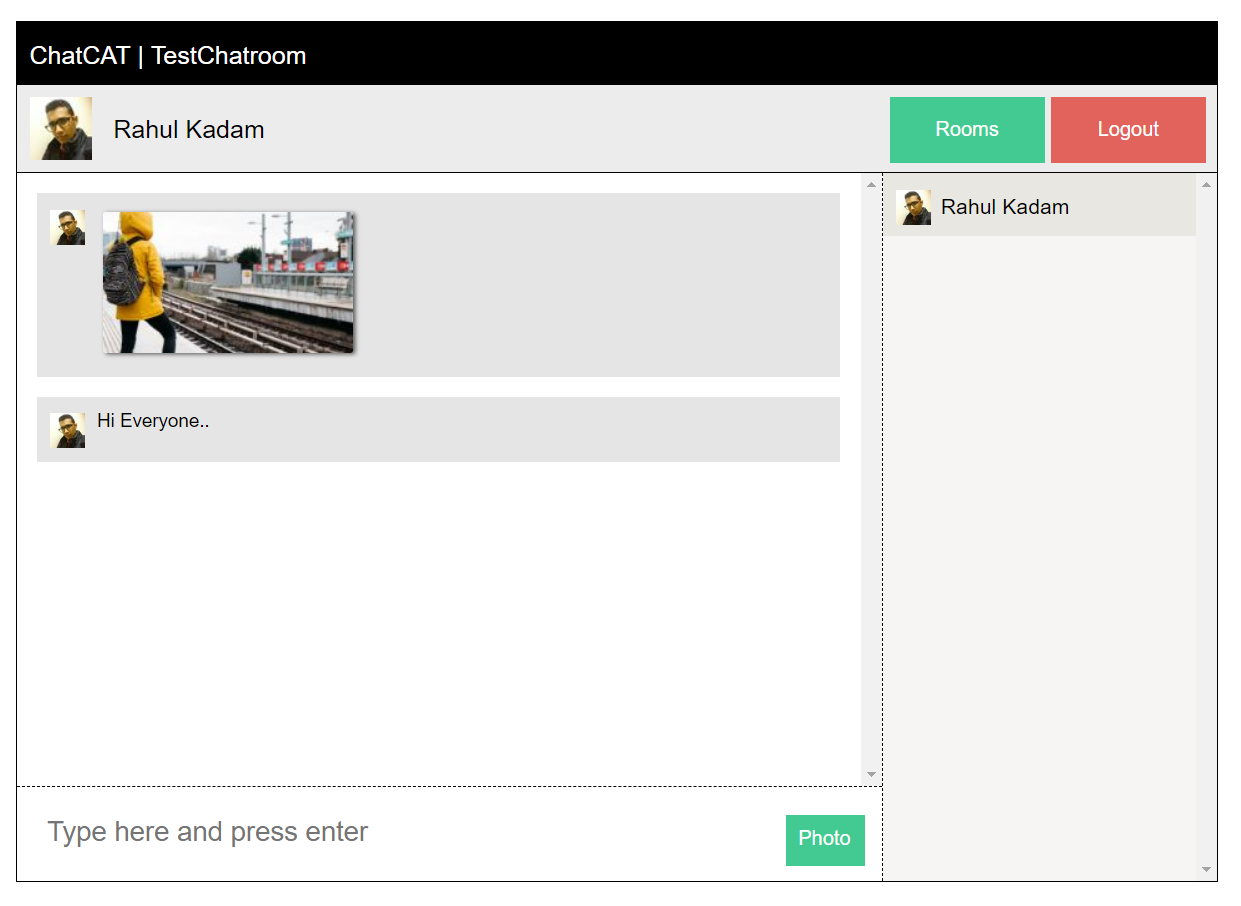 ChatCAT | TestChatroom
Rahul Kadam
Rooms
Logout
Rahul Kadam
Hi Everyone..
Type here and press enter
Photo